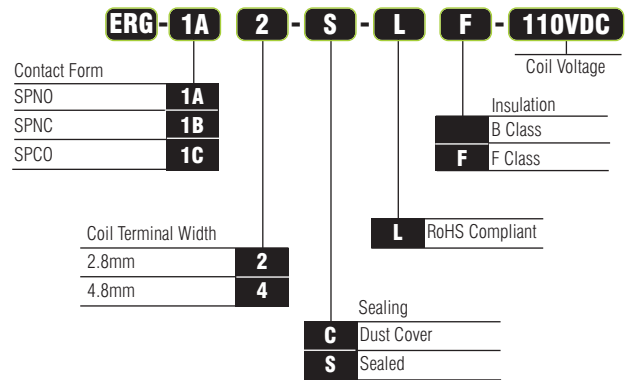 ERG - 1A 2 - S - L F - 110VDC
Coil Voltage
Contact Form
SPNO 1A
SPNC 1B
SPCO 1C
Insulation
B Class
F F Class
L RoHS Compliant
Coil Terminal Width
2.8mm 2
4.8mm 4
Sealing
C Dust Cover
S Sealed